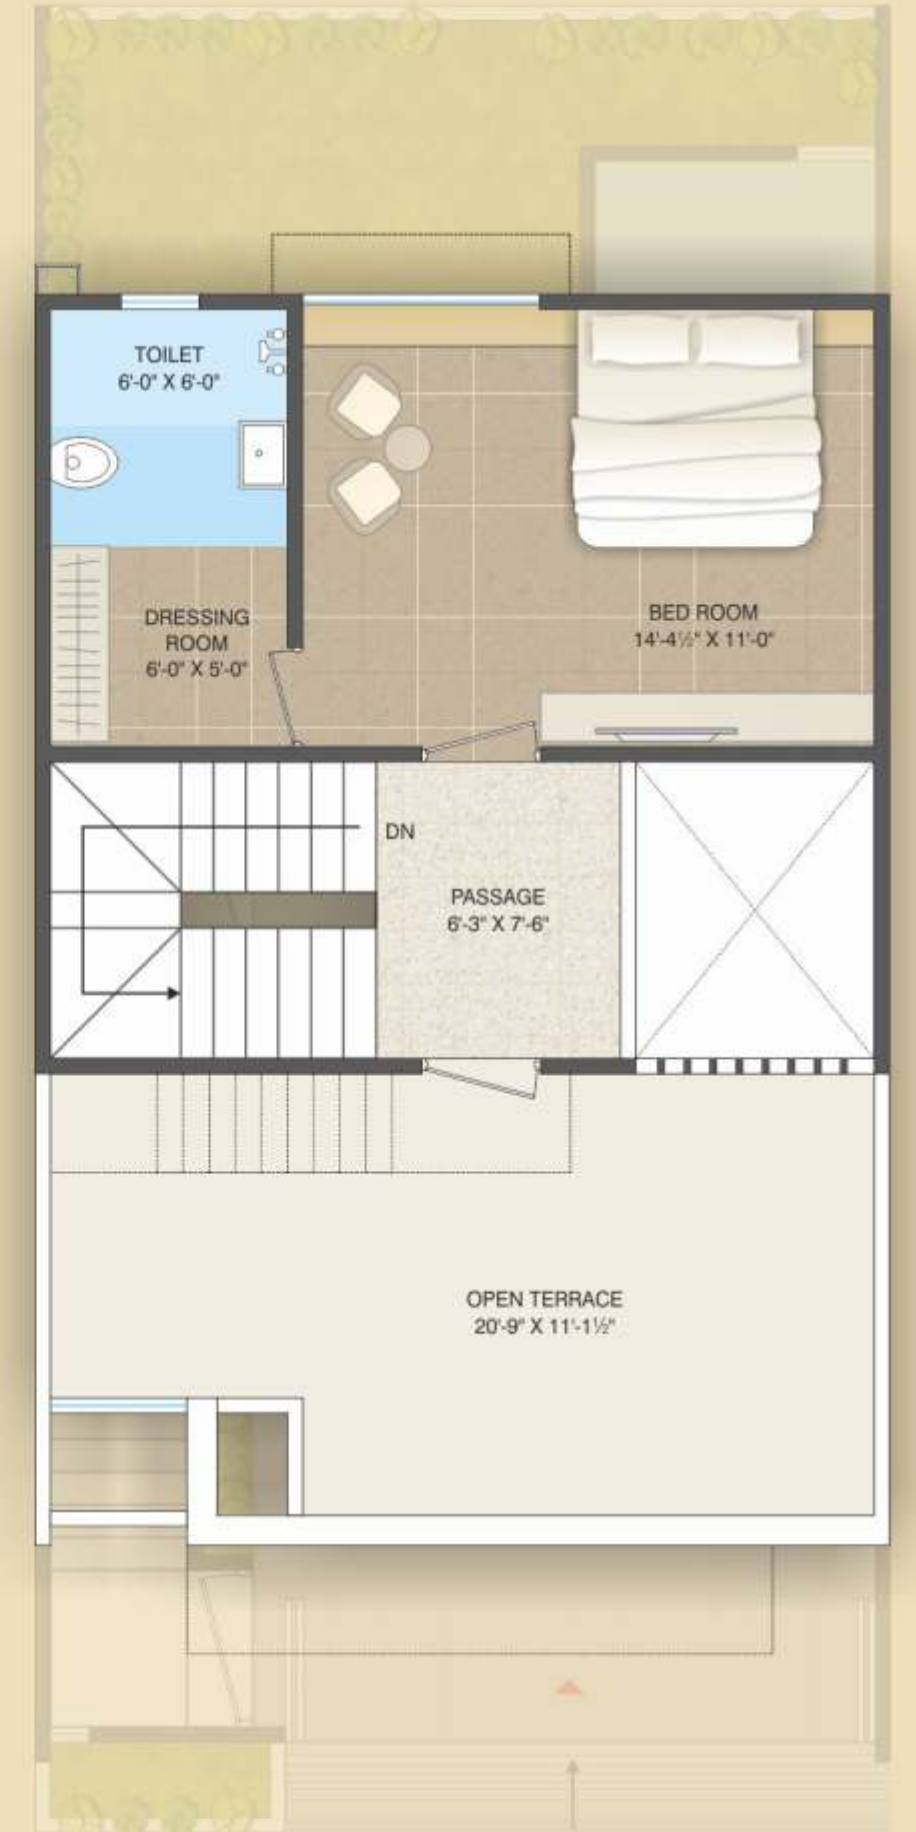 TOILET
6'-0" X 6'-0"
DRESSING
ROOM
6'-0" X 5'-0"
BED ROOM
14'-4½" X 11'-0"
DN
PASSAGE
6'-3" X 7'-6"
OPEN TERRACE
20'-9" X 11'-1½"